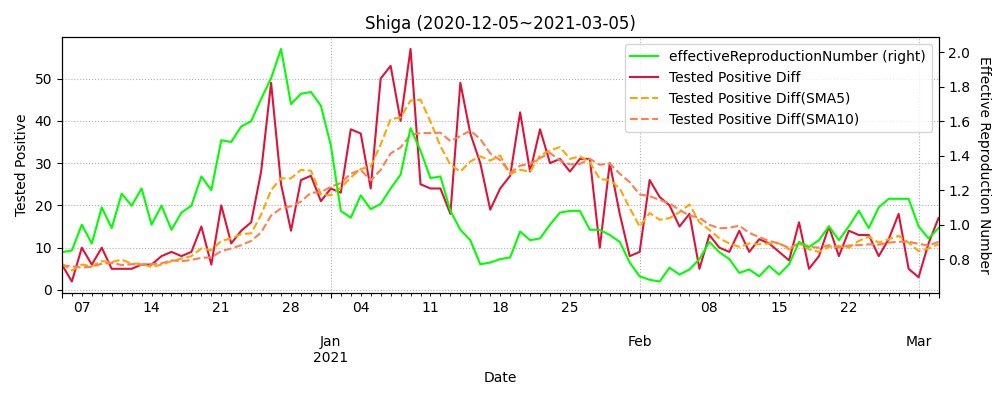 Shiga (2020-12-05~2021-03-05)
effectiveReproductionNumber (right)
Tested Positive Diff
Tested Positive Diff(SMA5)
Tested Positive Diff(SMA10)
Tested Positive
50
40
30
20
10
0
2.0
1.8
1.6
1.4
1.2
1.0
0.8
Effective Reproduction Number
07 14 21 28 04 11 18 25 08 15 22
Jan Feb Mar
2021
Date